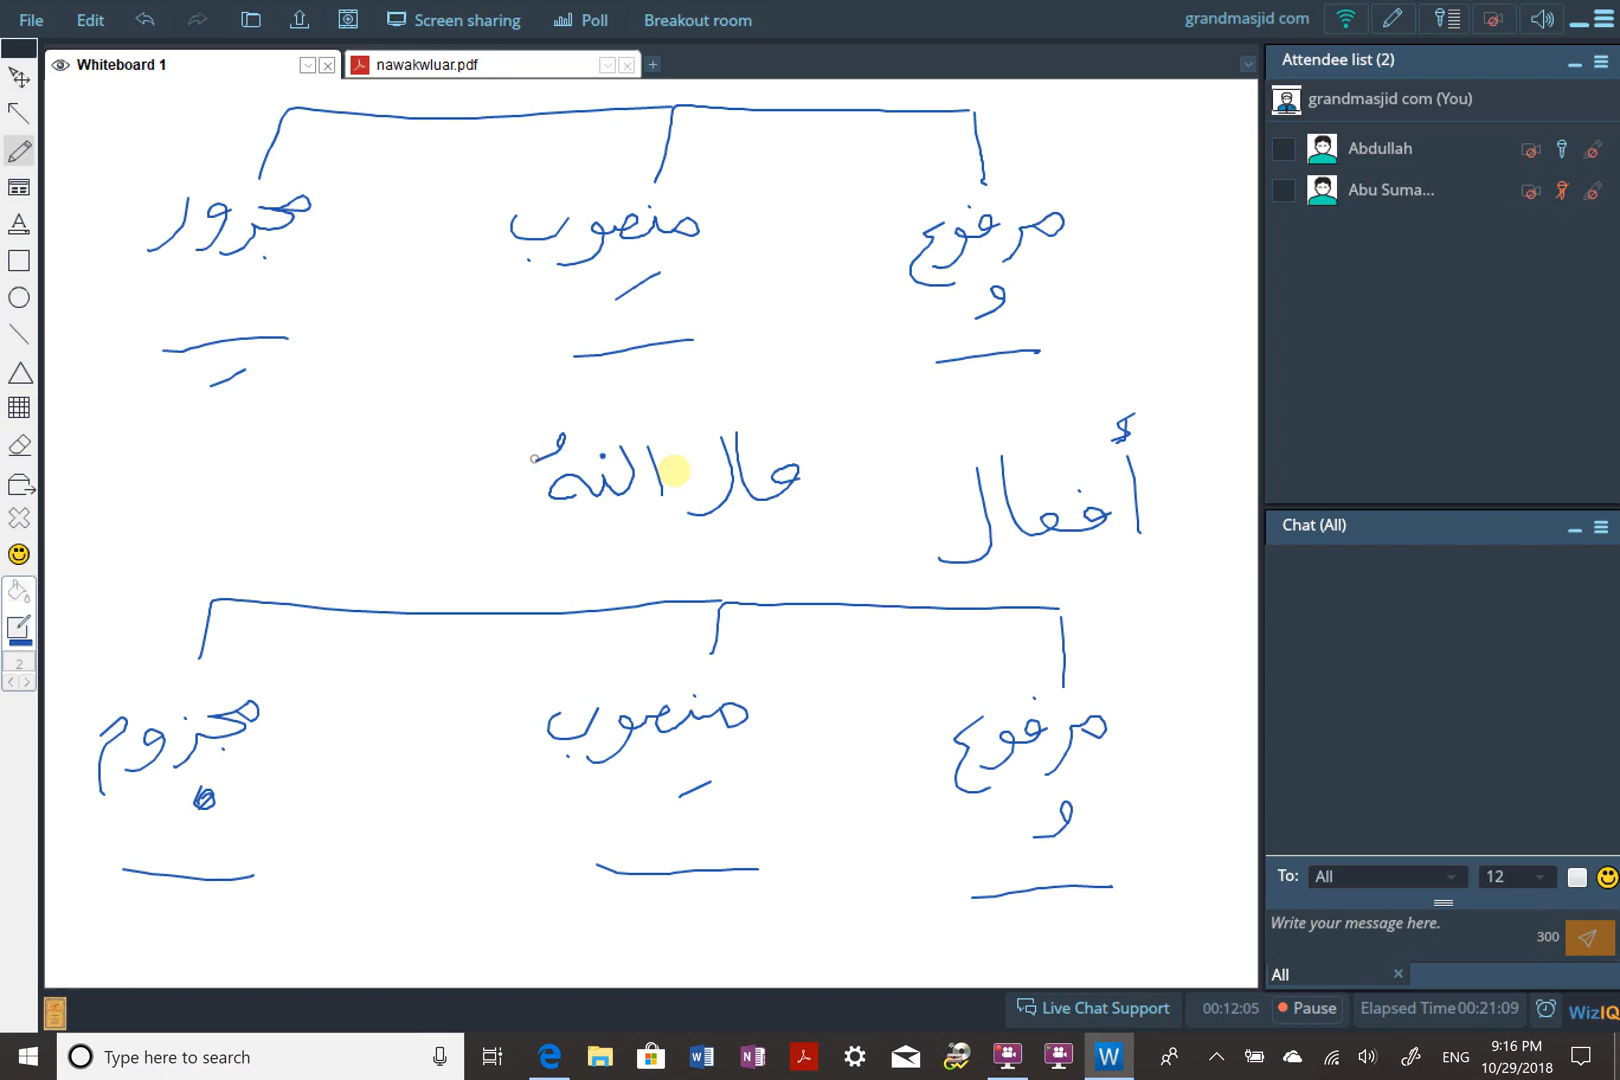 File Edit Screen sharing Poll Breakout room grandmasjid com
Whiteboard 1 nawakwluar.pdf
Attendee list (2)
grandmasjid com (You)
Abdullah
Abu Suma...
مرفوع منصوب مجرور
أفعال
مرفوع منصوب مجزوم
2
Chat (All)
To: All 12
Write your message here.
300
All
Live Chat Support 00:12:05 Pause Elapsed Time 00:21:09 WizIQ
Type here to search
ENG 9:16 PM
10/29/2018